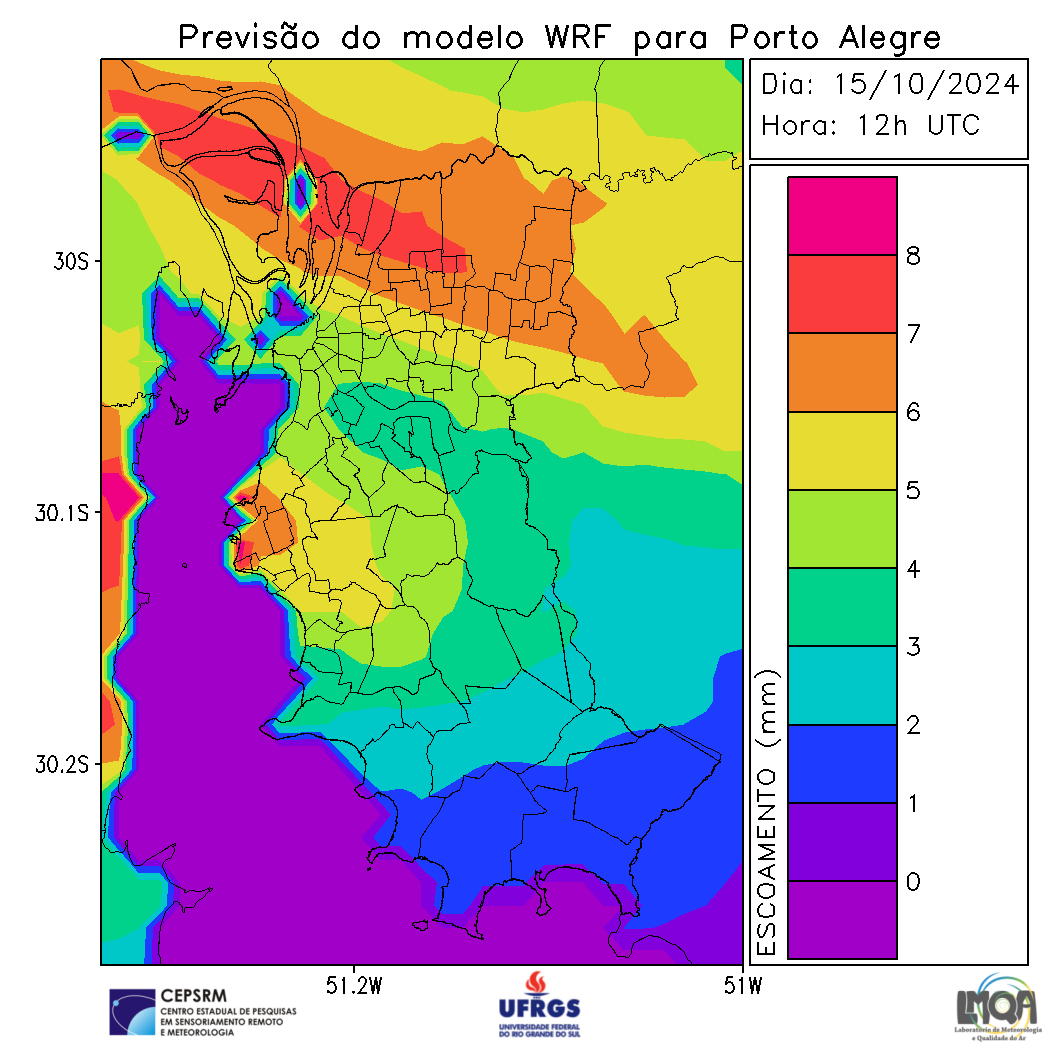 Previsão do modelo WRF para Porto Alegre
Dia: 15/10/2024
Hora: 12h UTC
30S
30.1S
30.2S
51.2W
51W
8
7
6
5
4
3
2
1
0
ESCOAMENTO (mm)
CEPSRM
CENTRO ESTADUAL DE PESQUISAS
EM SENSORIAMENTO REMOTO
E METEOROLOGIA
UFRGS
UNIVERSIDADE FEDERAL
DO RIO GRANDE DO SUL
LMQA
Laboratório de Meteorologia
e Qualidade do Ar